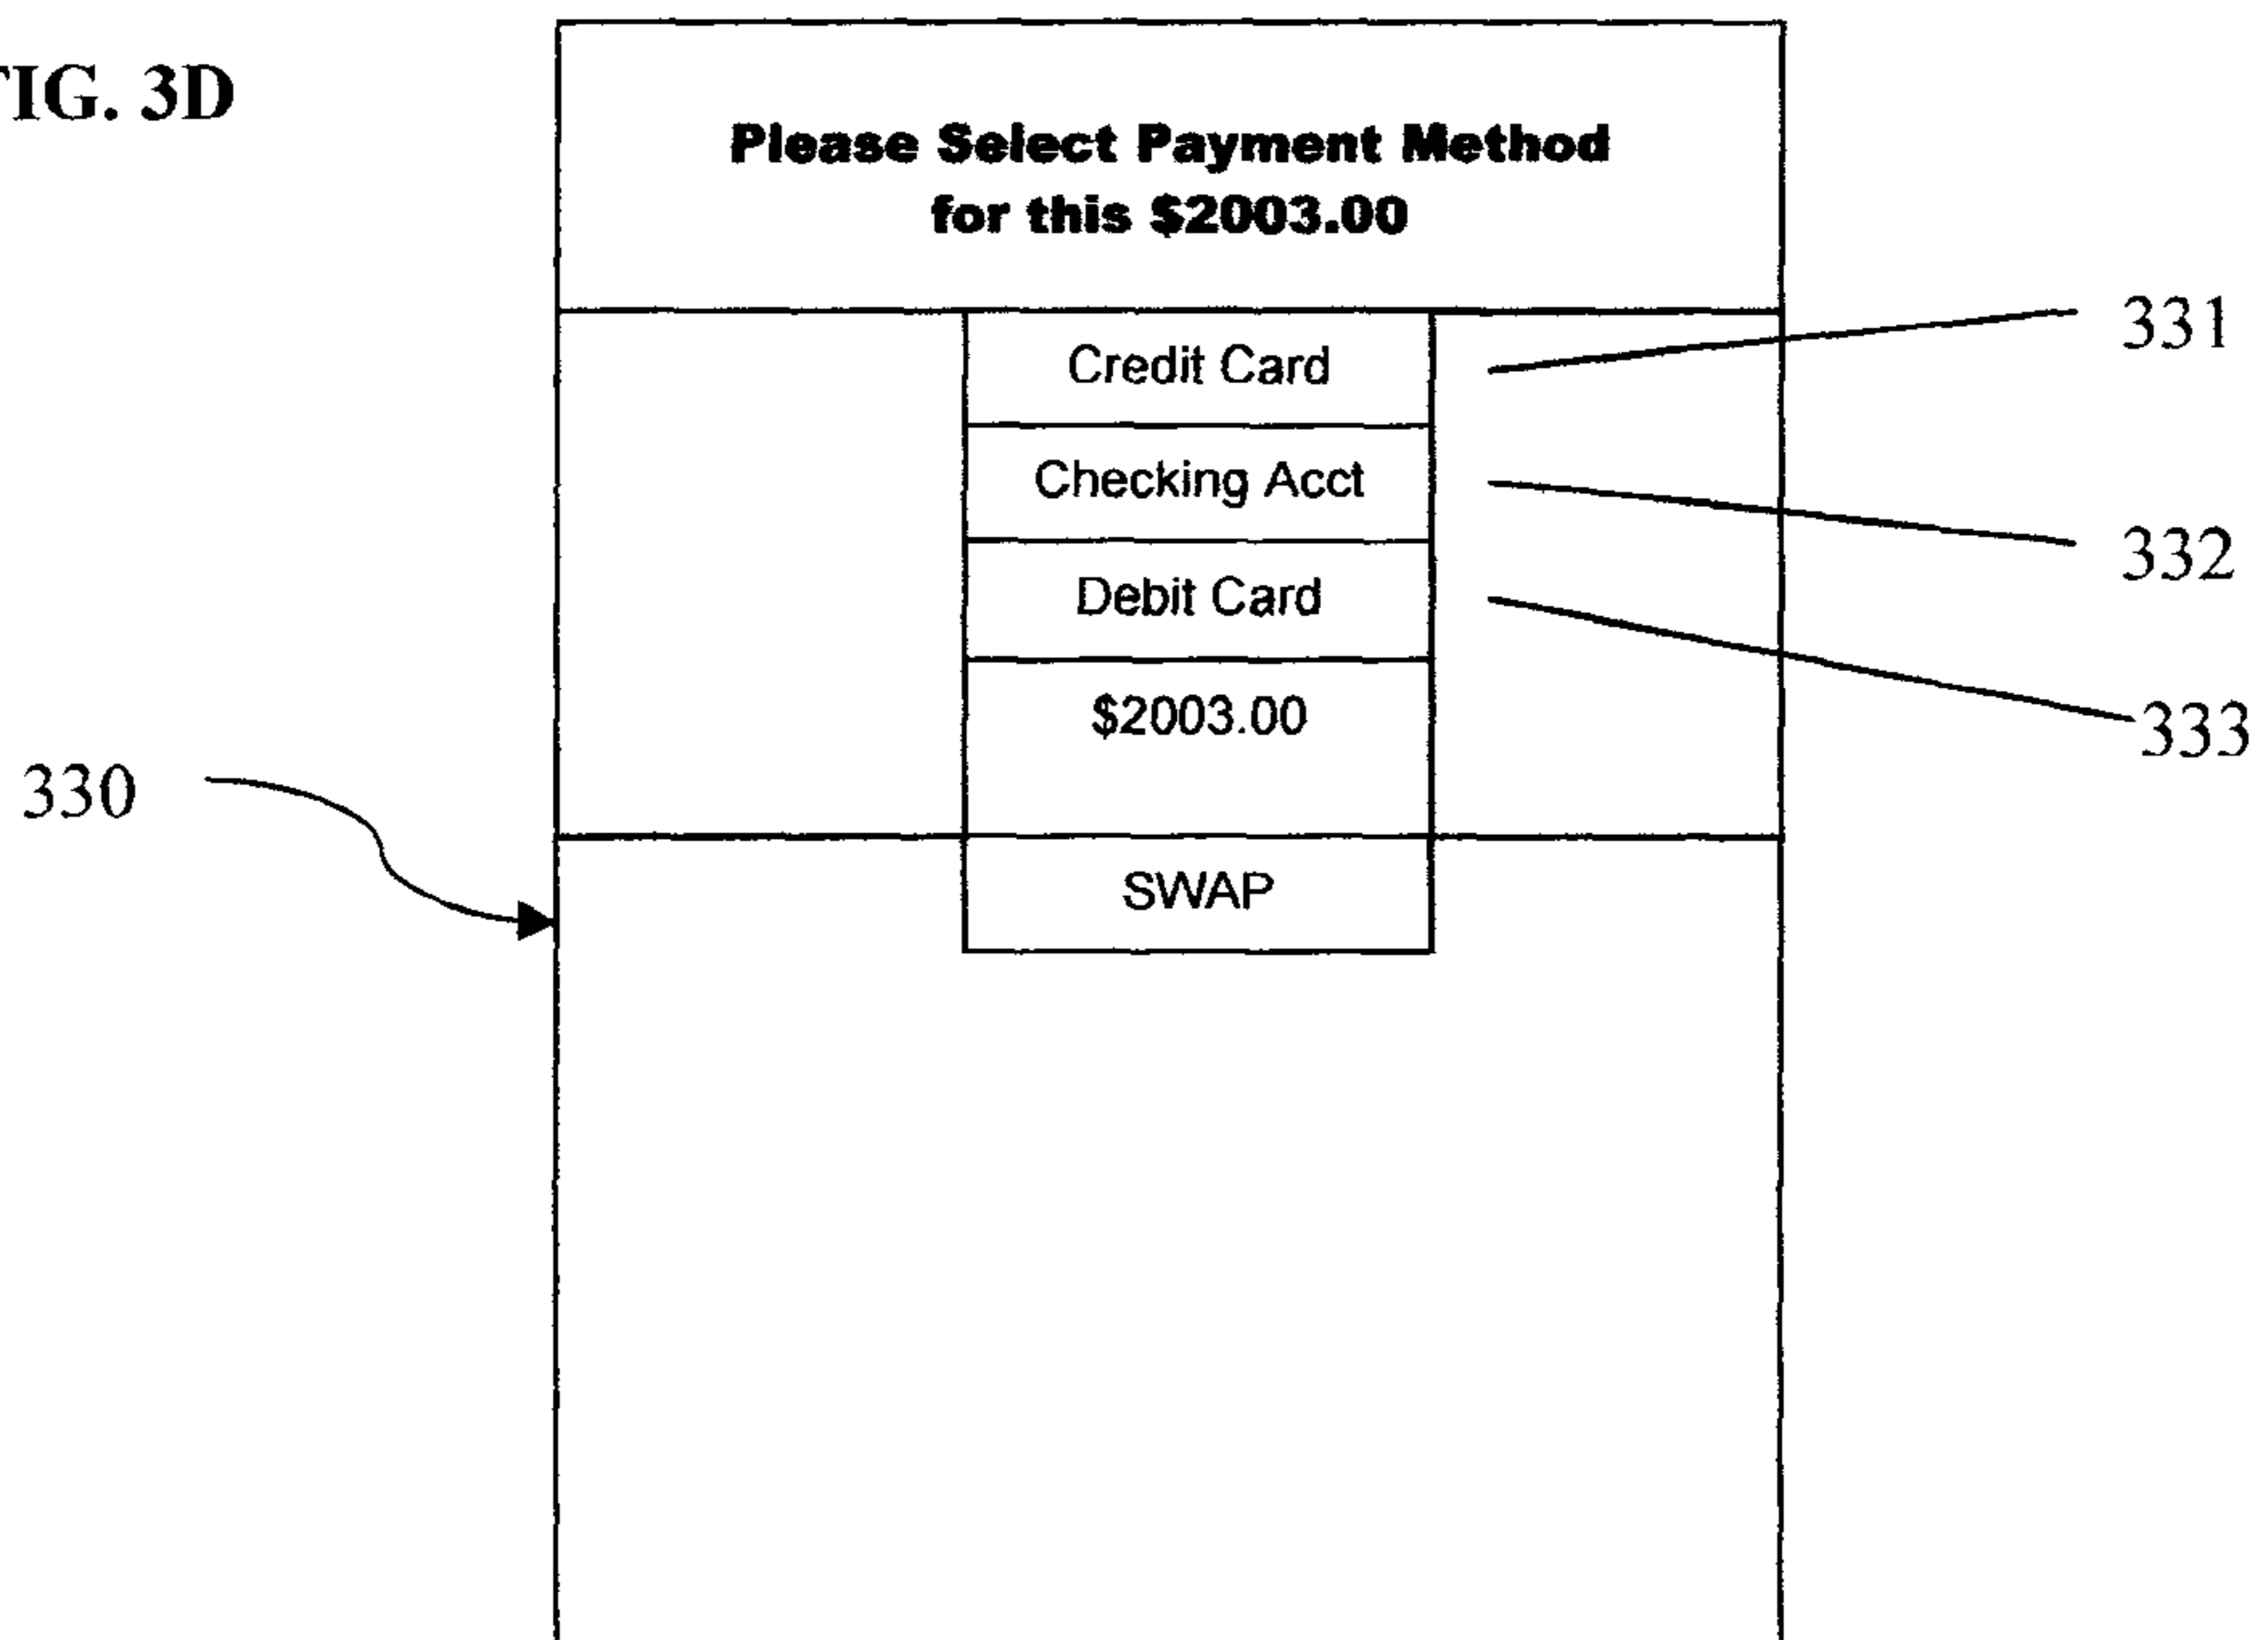 FIG. 3D
Please Select Payment Method
for this $2003.00
Credit Card
331
Checking Acct
332
Debit Card
333
$2003.00
330
SWAP